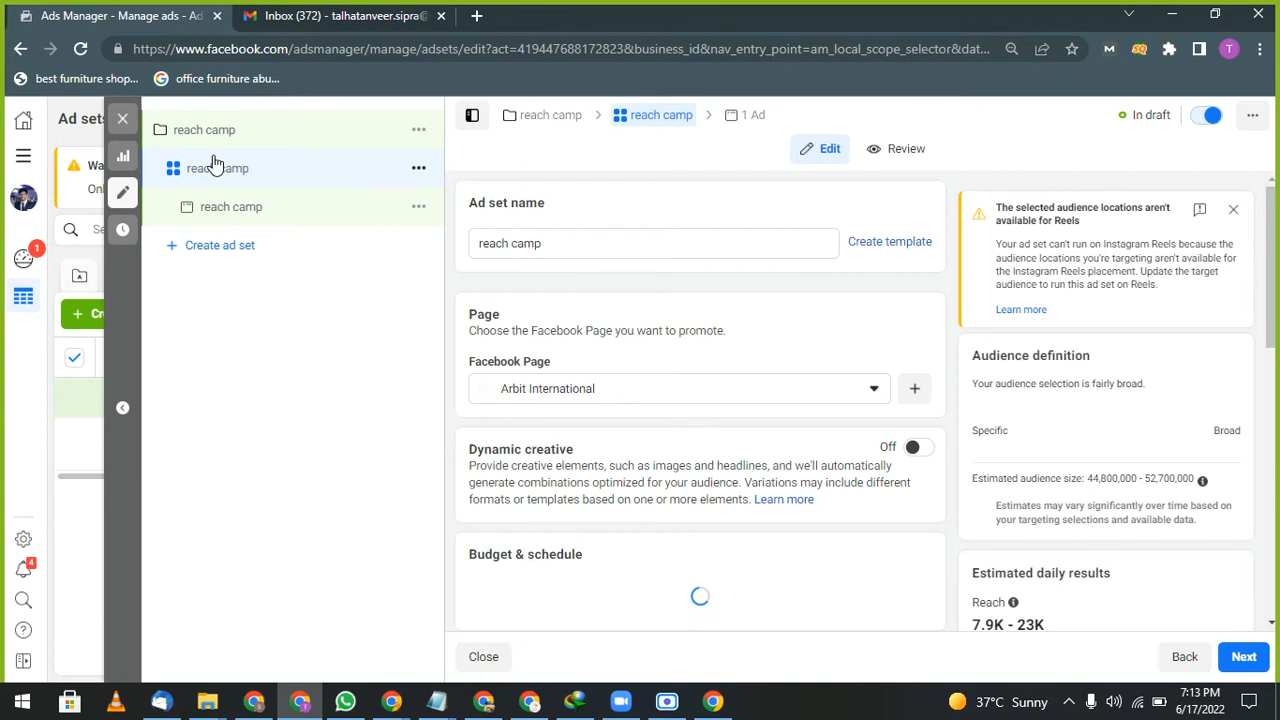 Ads Manager - Manage ads - Ad
Inbox (372) - talhatanveer.sipra@
https://www.facebook.com/adsmanager/manage/adsets/edit?act=419447688172823&business_id&nav_entry_point=am_local_scope_selector&dat...
best furniture shop...
office furniture abu...
Ad sets
Wa
Onl
Se
1
Cr
4
reach camp
reach camp
reach camp
Create ad set
reach camp
reach camp
1 Ad
In draft
Edit
Review
Ad set name
reach camp
Create template
Page
Choose the Facebook Page you want to promote.
Facebook Page
Arbit International
Dynamic creative
Off
Provide creative elements, such as images and headlines, and we'll automatically
generate combinations optimized for your audience. Variations may include different
formats or templates based on one or more elements. Learn more
Budget & schedule
The selected audience locations aren't
available for Reels
Your ad set can't run on Instagram Reels because the
audience locations you're targeting aren't available for
the Instagram Reels placement. Update the target
audience to run this ad set on Reels.
Learn more
Audience definition
Your audience selection is fairly broad.
Specific
Broad
Estimated audience size: 44,800,000 - 52,700,000
Estimates may vary significantly over time based on
your targeting selections and available data.
Estimated daily results
Reach
7.9K - 23K
Close
Back
Next
37°C Sunny
7:13 PM
6/17/2022